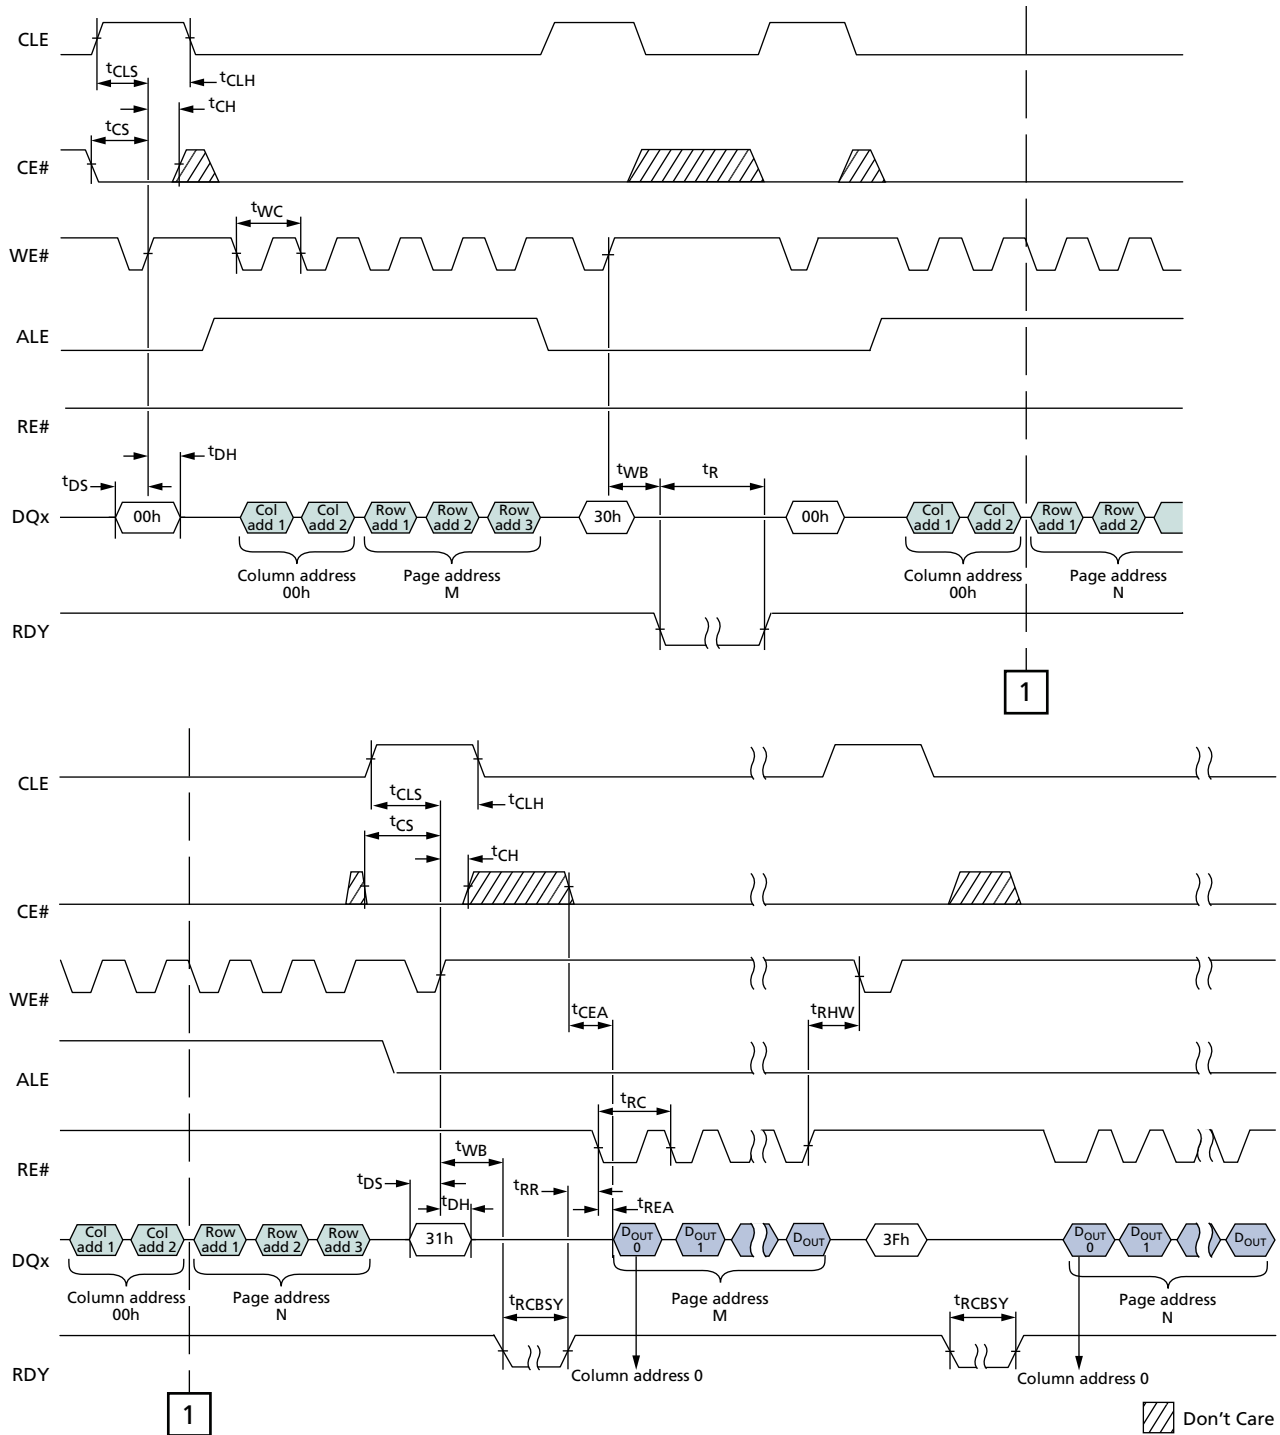 CLE
tCLS
tCLH
tCH
tCS
CE#
tWC
WE#
ALE
RE#
tDH
tWB
tR
tDS
DQx
00h
Col add 1
Col add 2
Row add 1
Row add 2
Row add 3
30h
00h
Col add 1
Col add 2
Row add 1
Row add 2
Column address 00h
Page address M
Column address 00h
Page address N
RDY
1
CLE
tCLS
tCLH
tCS
tCH
CE#
WE#
tCEA
tRHW
ALE
tRC
RE#
tWB
tDS
tRR
tDH
tREA
DQx
Col add 1
Col add 2
Row add 1
Row add 2
Row add 3
31h
DOUT 0
DOUT 1
DOUT
3Fh
DOUT 0
DOUT 1
DOUT
Column address 00h
Page address N
tRCBSY
Page address M
tRCBSY
Page address N
RDY
Column address 0
Column address 0
1
Don't Care